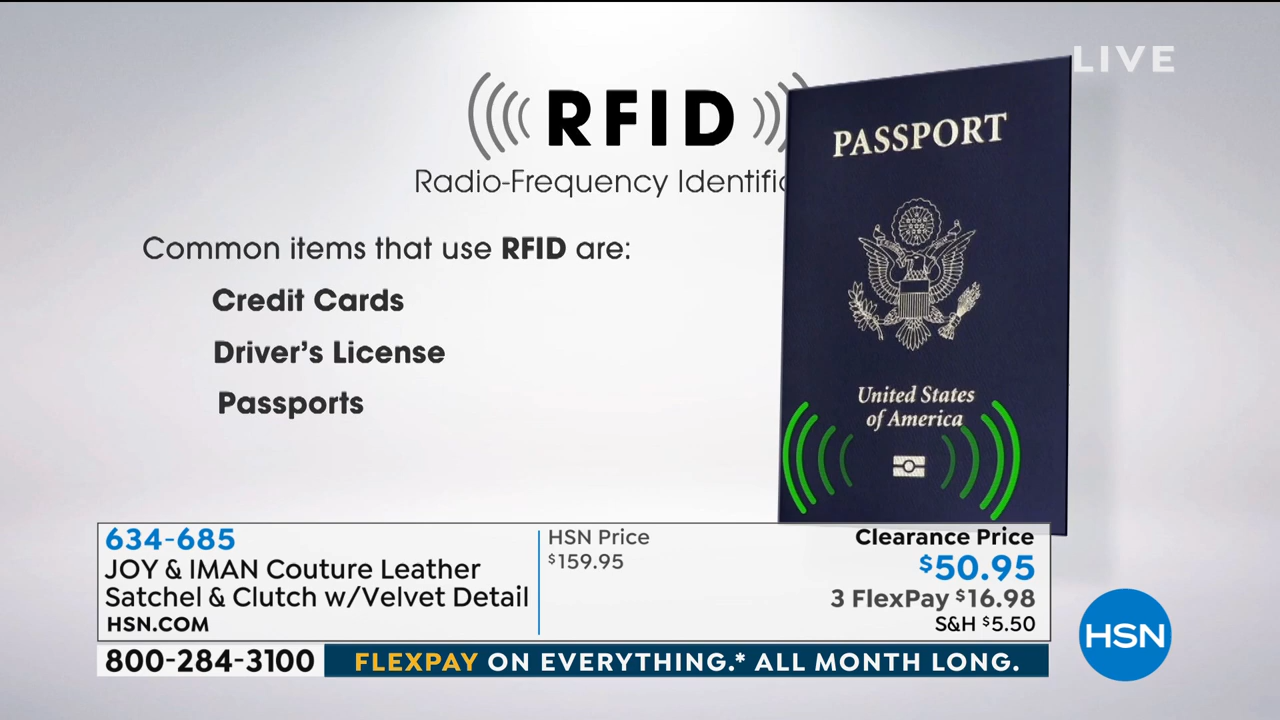 LIVE
RFID
Radio-Frequency
Common items that use RFID are:
Credit Cards
Driver's License
Passports
PASSPORT
United States
of America
634-685
JOY & IMAN Couture Leather
Satchel & Clutch w/Velvet Detail
HSN.COM
HSN Price
$159.95
Clearance Price
$50.95
3 FlexPay $16.98
S&H $5.50
HSN
800-284-3100
FLEXPAY ON EVERYTHING.* ALL MONTH LONG.